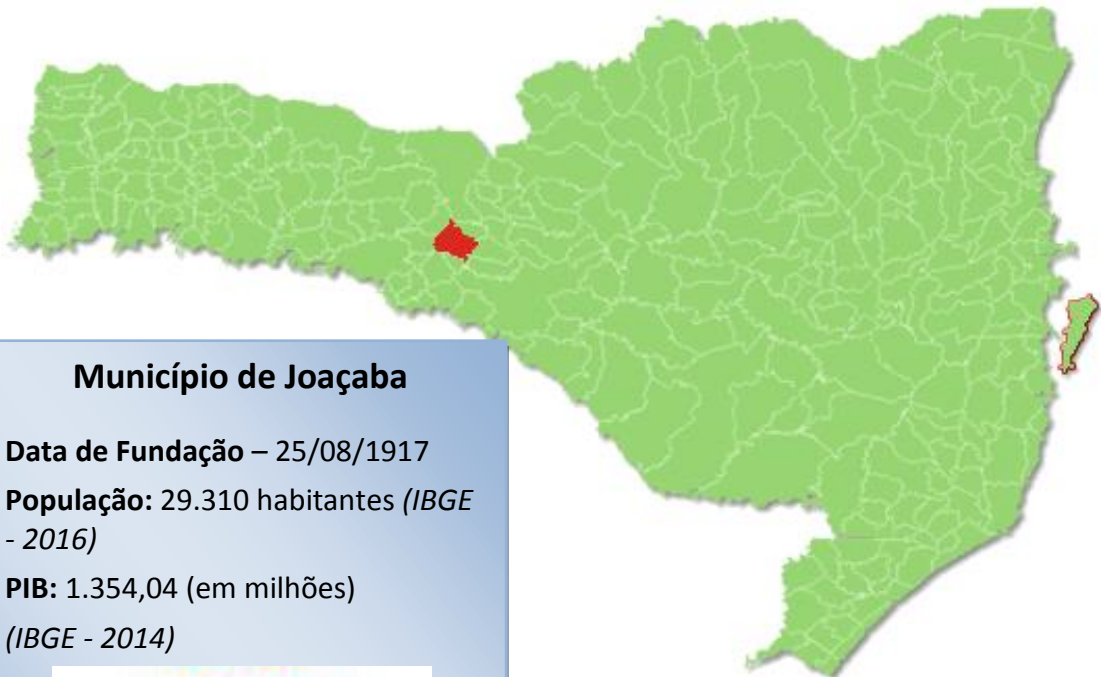 Município de Joaçaba
Data de Fundação – 25/08/1917
População: 29.310 habitantes (IBGE
- 2016)
PIB: 1.354,04 (em milhões)
(IBGE - 2014)